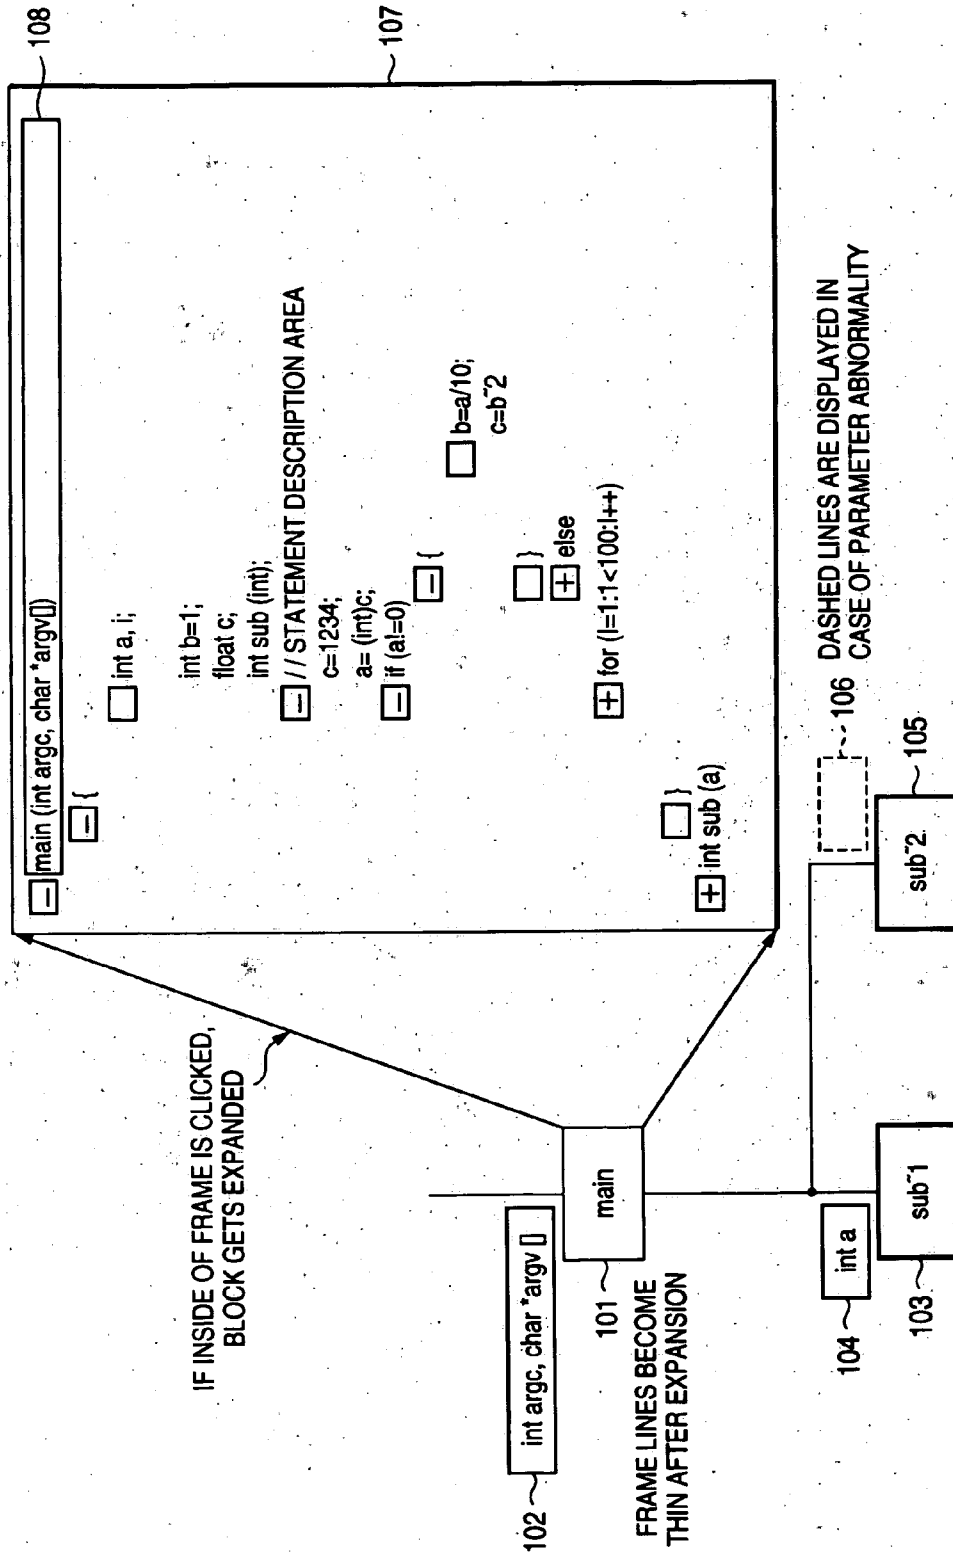 108
107
main (int argc, char *argv[])
{
int a, i;
int b=1;
float c;
int sub (int);
// STATEMENT DESCRIPTION AREA
c=1234;
a= (int)c;
if (a!=0)
{
b=a/10;
c=b˜2
}
else
for (I=1:1<100:I++)
}
int sub (a)
IF INSIDE OF FRAME IS CLICKED,
BLOCK GETS EXPANDED
102
int argc, char *argv []
main
101
FRAME LINES BECOME
THIN AFTER EXPANSION
104
int a
sub˜1
103
106
DASHED LINES ARE DISPLAYED IN
CASE OF PARAMETER ABNORMALITY
sub˜2
105